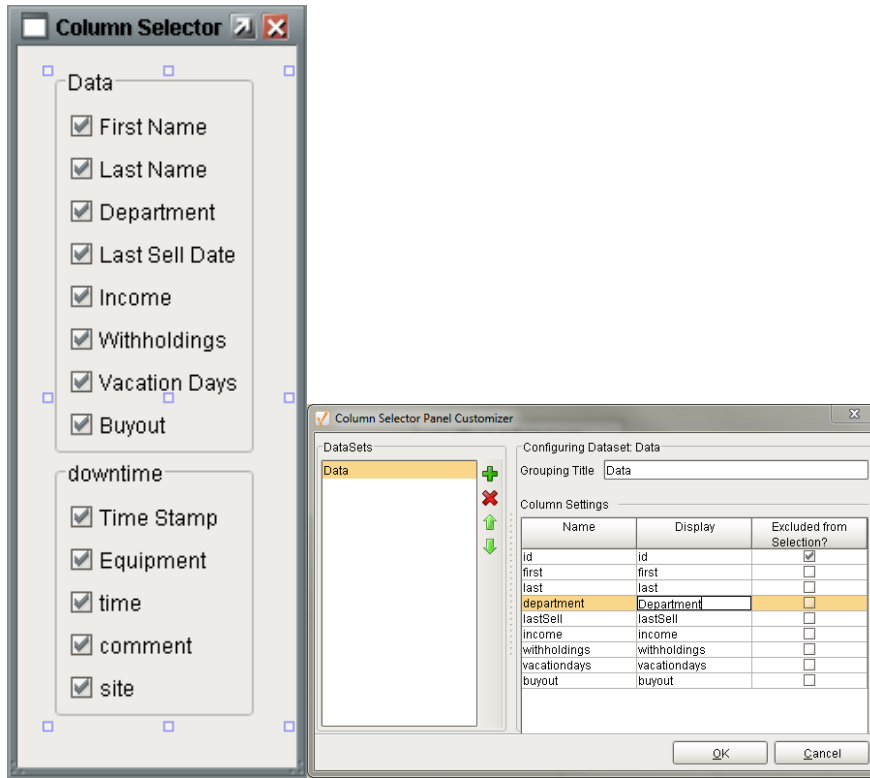 Column Selector
Data
First Name
Last Name
Department
Last Sell Date
Income
Withholdings
Vacation Days
Buyout
downtime
Time Stamp
Equipment
time
comment
site
Column Selector Panel Customizer
DataSets
Data
Configuring Dataset: Data
Grouping Title Data
Column Settings
Name Display Excluded from Selection?
id id
first first
last last
department Department
lastSell lastSell
income income
withholdings withholdings
vacationdays vacationdays
buyout buyout
OK Cancel